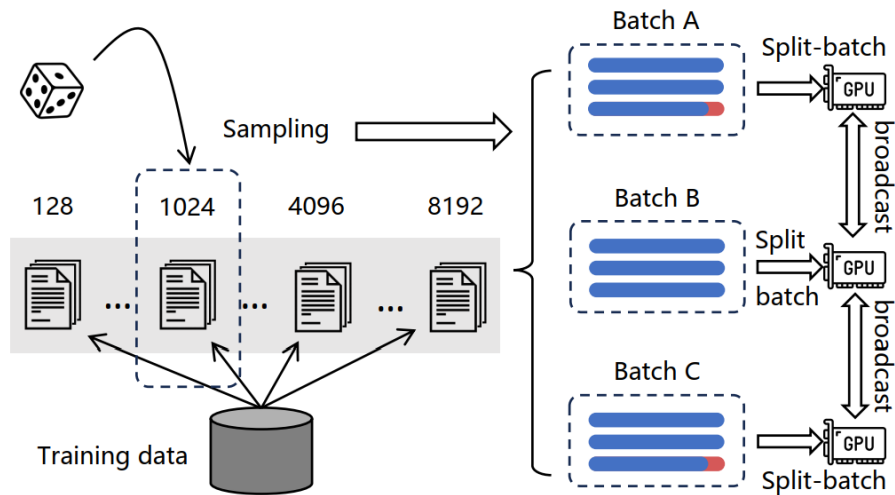 Batch A
Split-batch
GPU
Sampling
broadcast
128
1024
4096
8192
Batch B
Split
batch
GPU
...
...
...
broadcast
Batch C
Training data
GPU
Split-batch